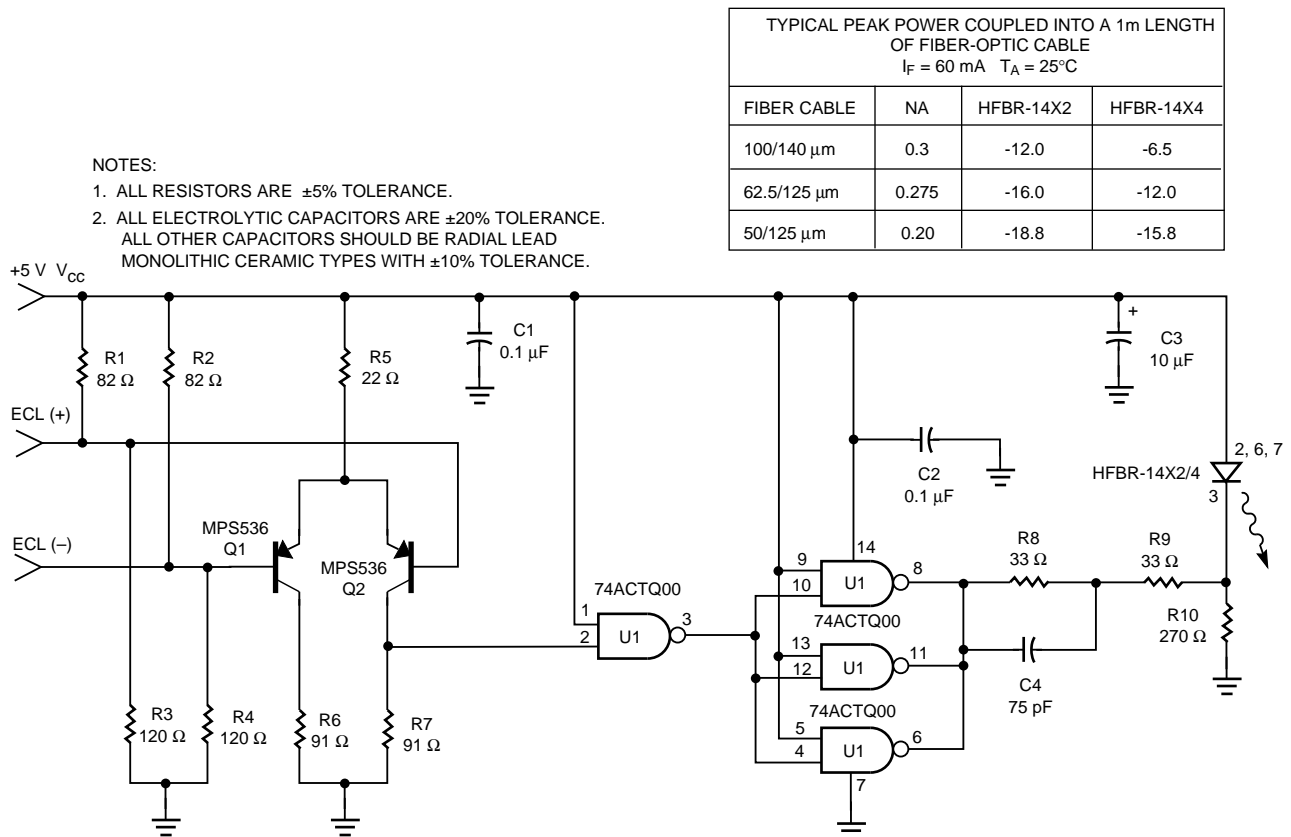 TYPICAL PEAK POWER COUPLED INTO A 1m LENGTH
OF FIBER-OPTIC CABLE
I_F = 60 mA T_A = 25°C
FIBER CABLE NA HFBR-14X2 HFBR-14X4
100/140 μm 0.3 -12.0 -6.5
62.5/125 μm 0.275 -16.0 -12.0
50/125 μm 0.20 -18.8 -15.8
NOTES:
1. ALL RESISTORS ARE ±5% TOLERANCE.
2. ALL ELECTROLYTIC CAPACITORS ARE ±20% TOLERANCE.
ALL OTHER CAPACITORS SHOULD BE RADIAL LEAD
MONOLITHIC CERAMIC TYPES WITH ±10% TOLERANCE.
+5 V V_CC
R1
82 Ω
R2
82 Ω
R5
22 Ω
C1
0.1 μF
+
C3
10 μF
ECL (+)
C2
0.1 μF
HFBR-14X2/4
2, 6, 7
3
ECL (–)
MPS536
Q1
MPS536
Q2
74ACTQ00
1
2
U1
3
14
9
10
U1
8
74ACTQ00
13
12
U1
11
74ACTQ00
5
4
U1
6
7
R8
33 Ω
R9
33 Ω
R10
270 Ω
C4
75 pF
R3
120 Ω
R4
120 Ω
R6
91 Ω
R7
91 Ω